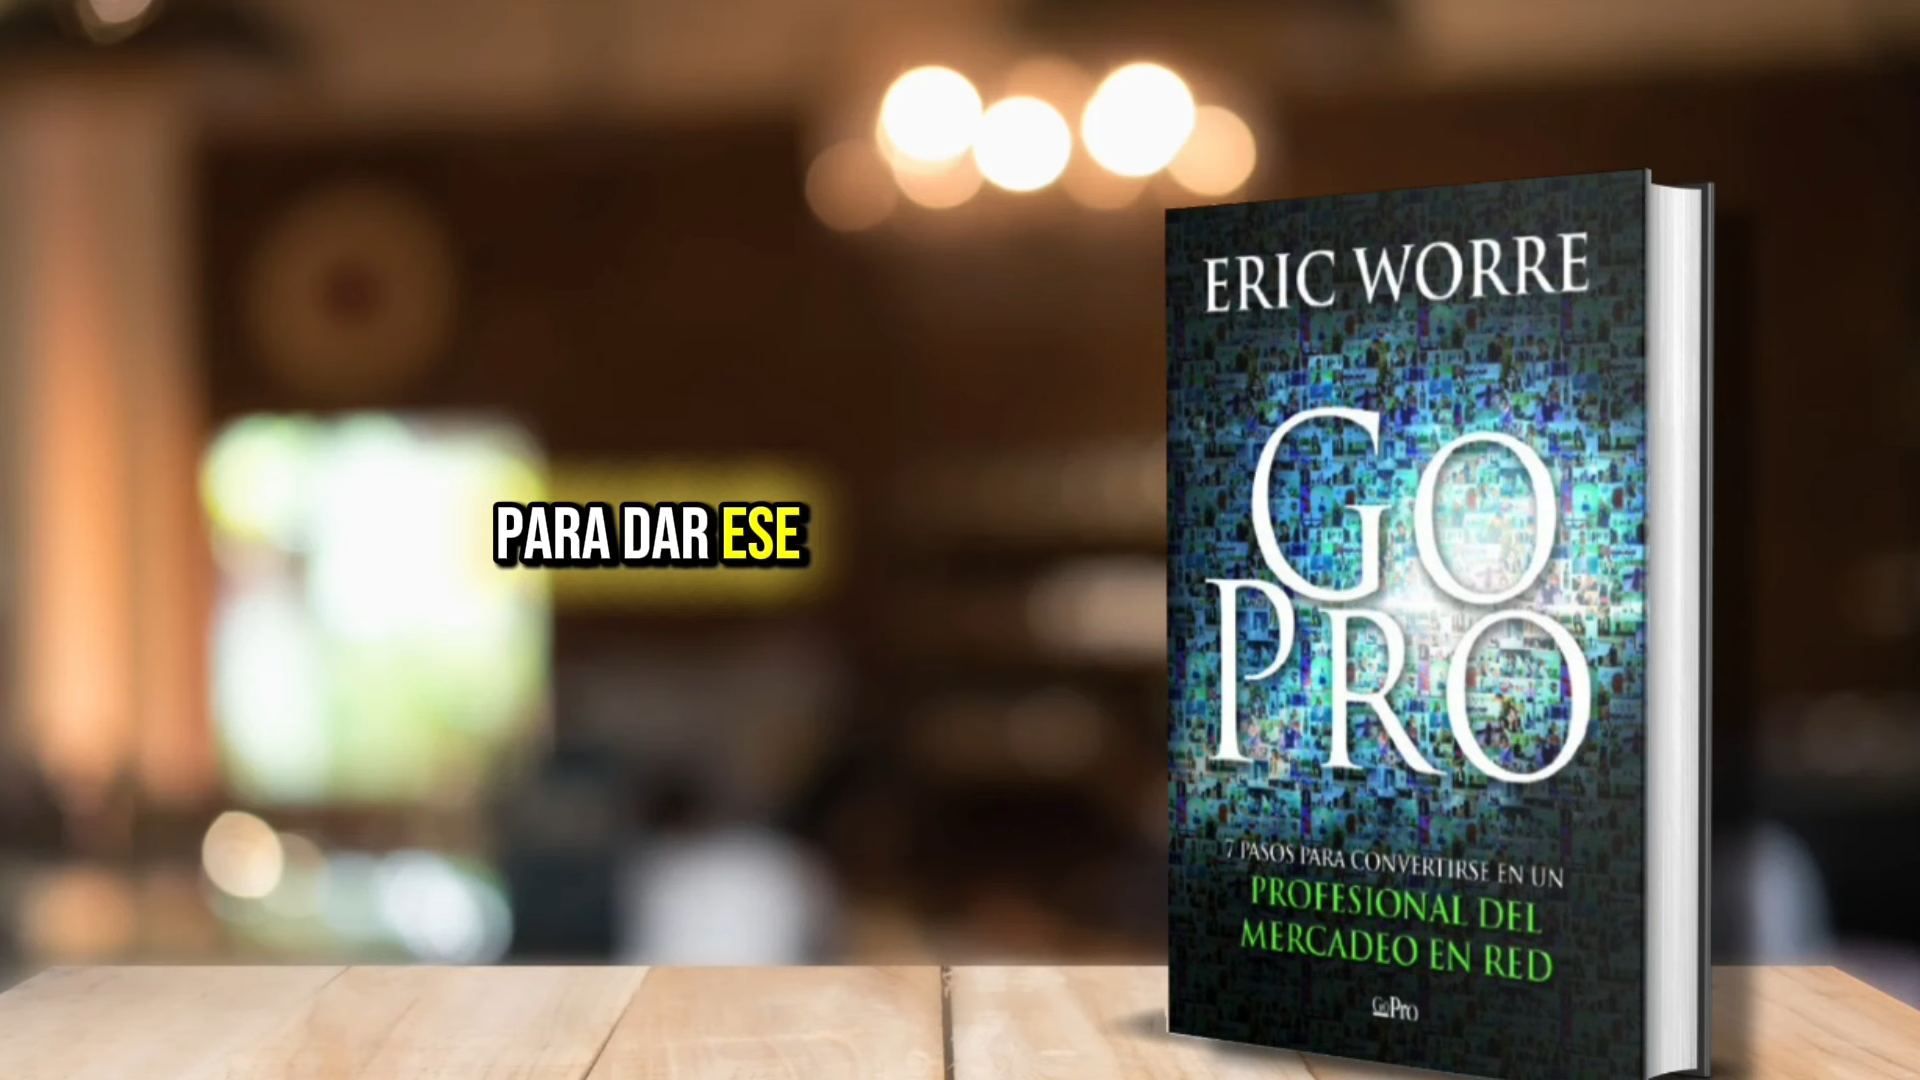 PARA DAR ESE
ERIC WORRE
GO
PRO
7 PASOS PARA CONVERTIRSE EN UN
PROFESIONAL DEL
MERCADEO EN RED
GoPro